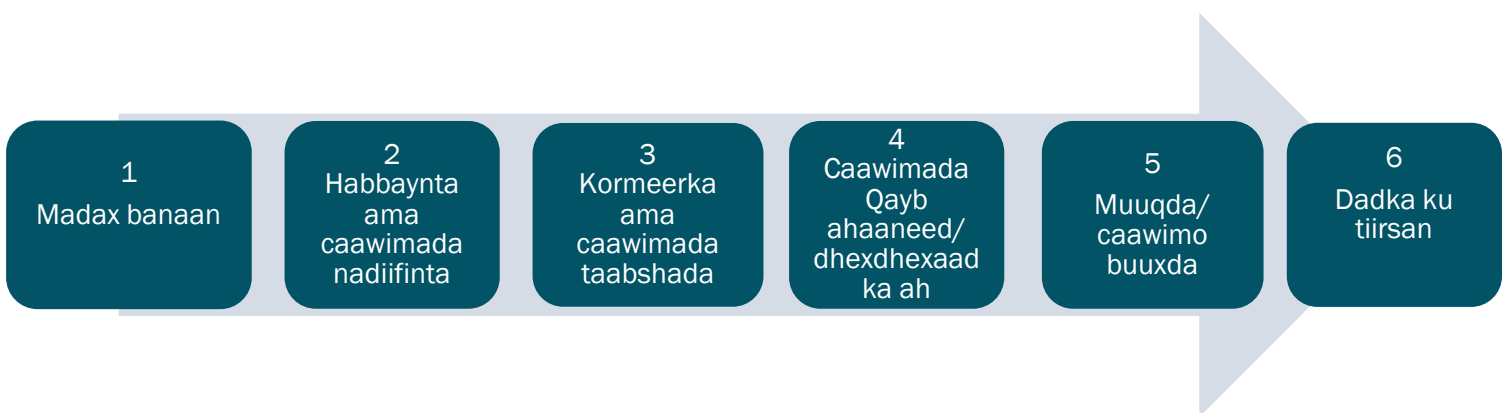 1
Madax banaan
2
Habbaynta
ama
caawimada
nadiifinta
3
Kormeerka
ama
caawimada
taabshada
4
Caawimada
Qayb
ahaaneed/
dhexdhexaad
ka ah
5
Muuqda/
caawimo
buuxda
6
Dadka ku
tiirsan